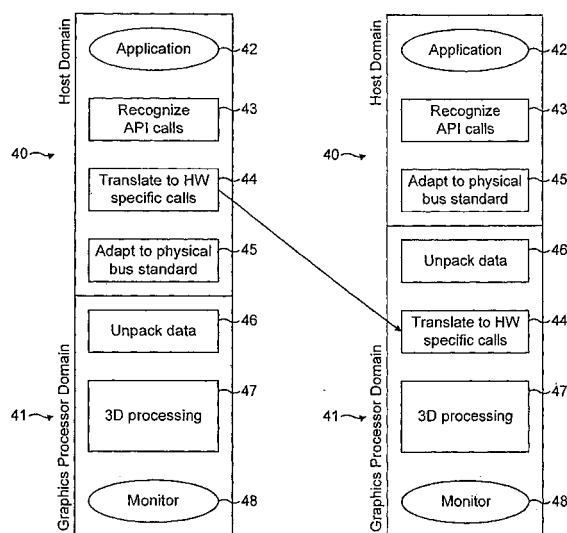 Host Domain
Application
42
Recognize
API calls
43
40
Translate to HW
specific calls
44
Adapt to physical
bus standard
45
Graphics Processor Domain
Unpack data
46
41
3D processing
47
Monitor
48
Host Domain
Application
42
Recognize
API calls
43
40
Adapt to physical
bus standard
45
Graphics Processor Domain
Unpack data
46
Translate to HW
specific calls
44
41
3D processing
47
Monitor
48